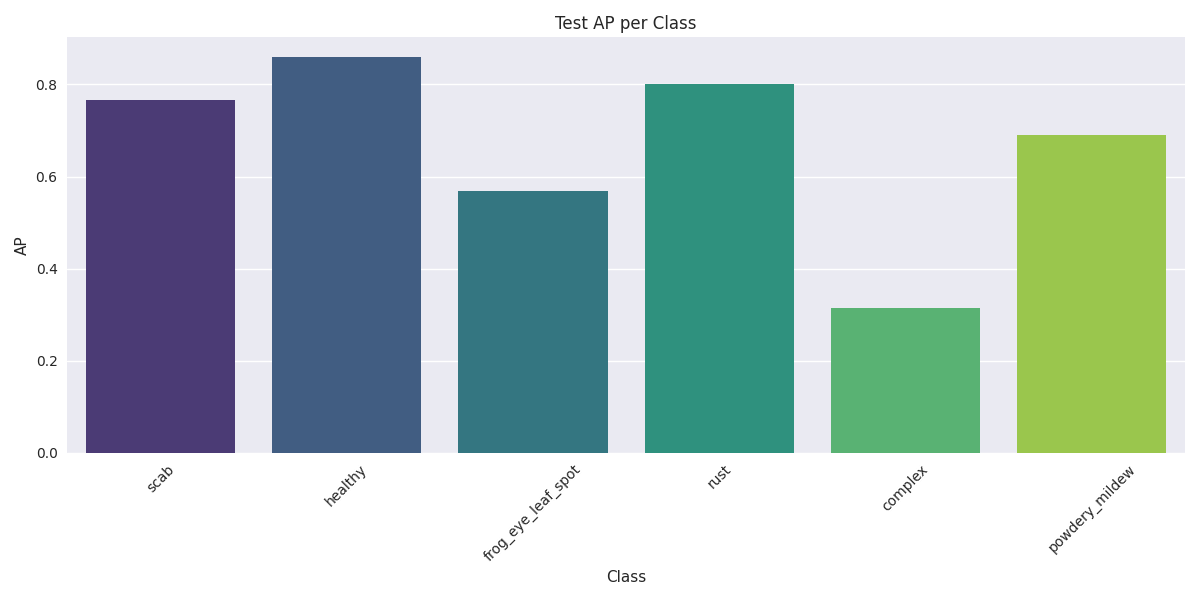 Test AP per Class
AP
0.8
0.6
0.4
0.2
0.0
scab
healthy
frog_eye_leaf_spot
rust
complex
powdery_mildew
Class